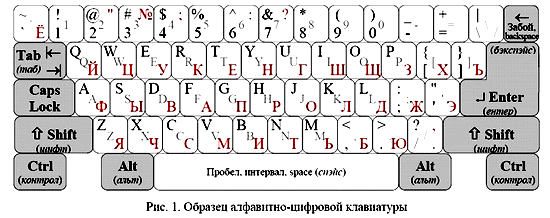 ~ ` Ё ! 1 @ 2 " # 3 № $ 4 ; % 5 ^ 6 : & 7 ? * 8 ( 9 ) 0 - + = | \ / ← Забой, backspace
Tab (таб) Q Й W Ц E У R К T Е Y Н U Г I Ш O Щ P З { [ Х } ] Ъ (бэкспэйс)
Caps Lock A Ф S Ы D В F А G П H Р J О K Л L Д : ; Ж " ' Э ↵ Enter (ентер)
⇧ Shift (шифт) Z Я X Ч C С V М B И N Т M Ь < , Б > . Ю ? / ⇧ Shift (шифт)
Ctrl (контрол) Alt (альт) Пробел, интервал, space (спэйс) Alt (альт) Ctrl (контрол)
Рис. 1. Образец алфавитно-цифровой клавиатуры